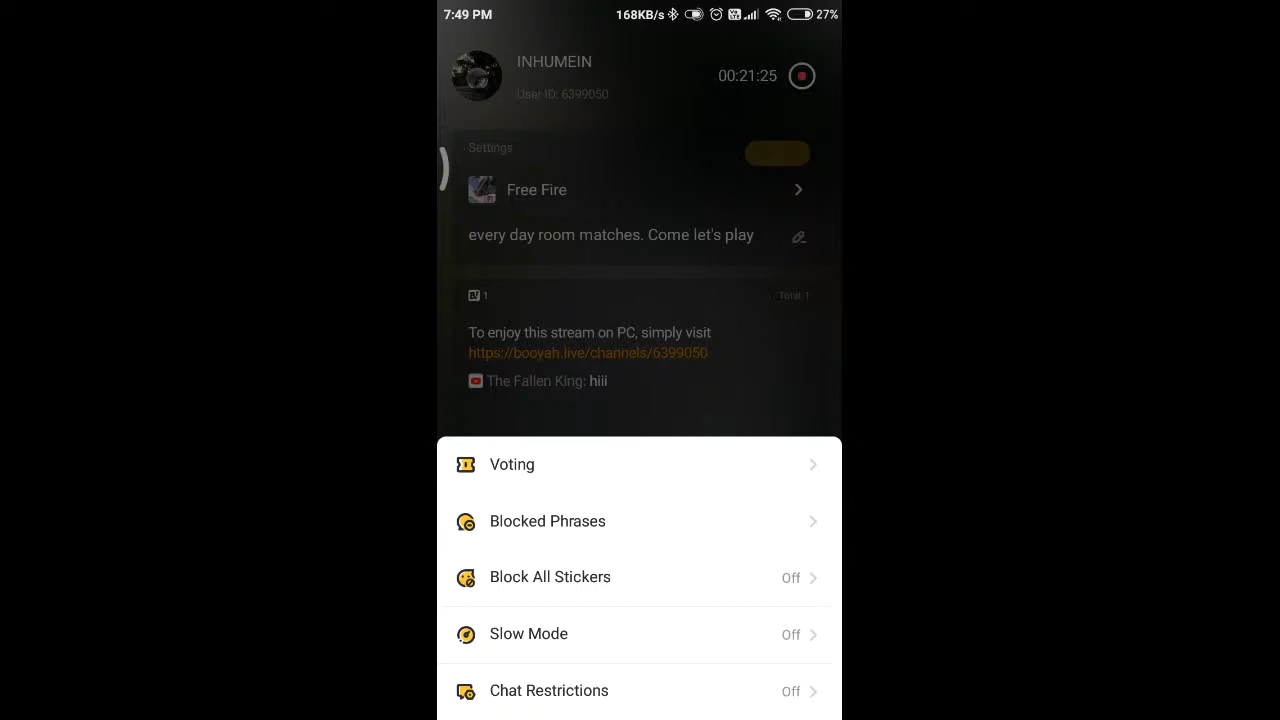 7:49 PM 168KB/s 27%
INHUMEIN
00:21:25
User ID: 6399050
Settings
Free Fire
every day room matches. Come let's play
1 Total 1
To enjoy this stream on PC, simply visit
https://booyah.live/channels/6399050
The Fallen King: hiii
Voting
Blocked Phrases
Block All Stickers Off
Slow Mode Off
Chat Restrictions Off